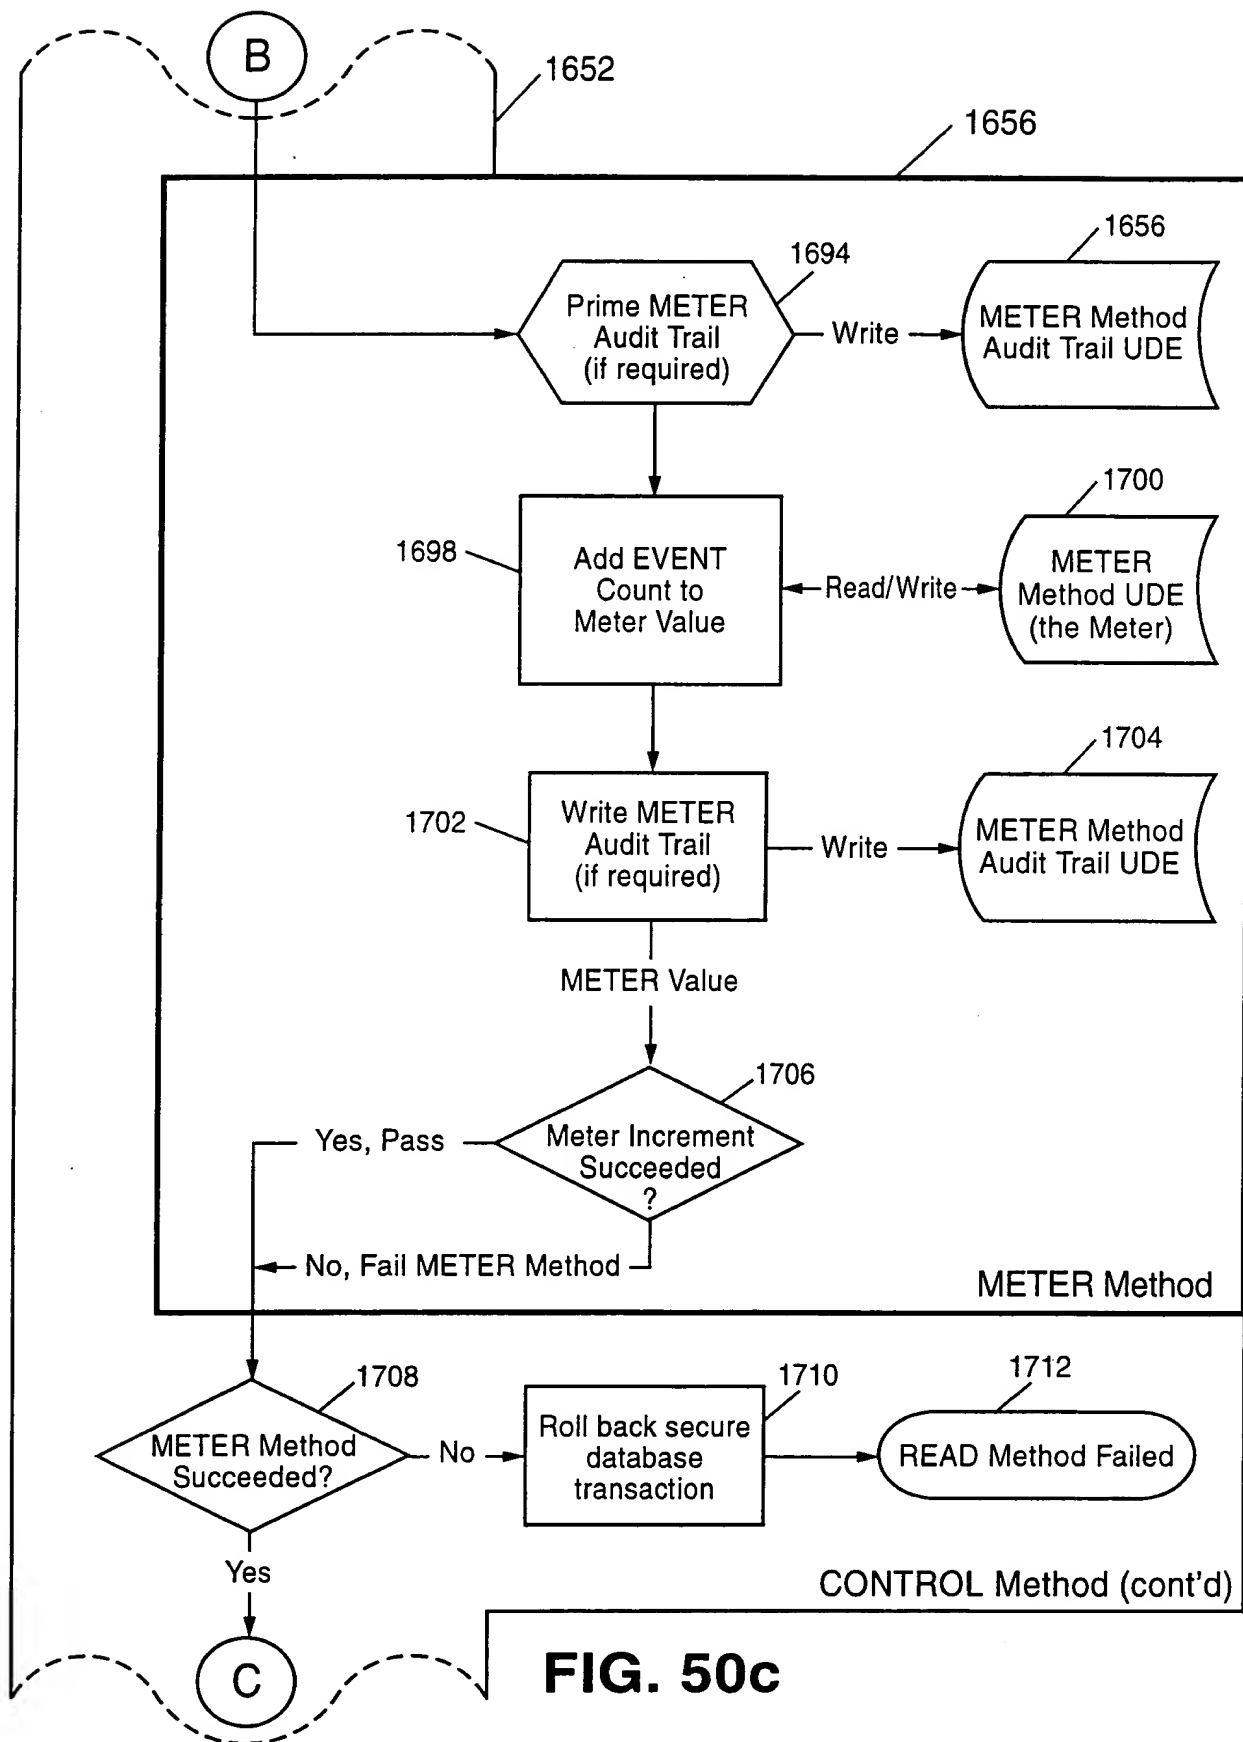 B
1652
1656
1656
1694
Prime METER
Audit Trail
(if required)
Write
METER Method
Audit Trail UDE
1700
1698
Add EVENT
Count to
Meter Value
Read/Write
METER
Method UDE
(the Meter)
1704
1702
Write METER
Audit Trail
(if required)
Write
METER Method
Audit Trail UDE
METER Value
1706
Yes, Pass
Meter Increment
Succeeded
?
No, Fail METER Method
METER Method
1708
1710
1712
METER Method
Succeeded?
No
Roll back secure
database
transaction
READ Method Failed
Yes
CONTROL Method (cont'd)
C
FIG. 50c